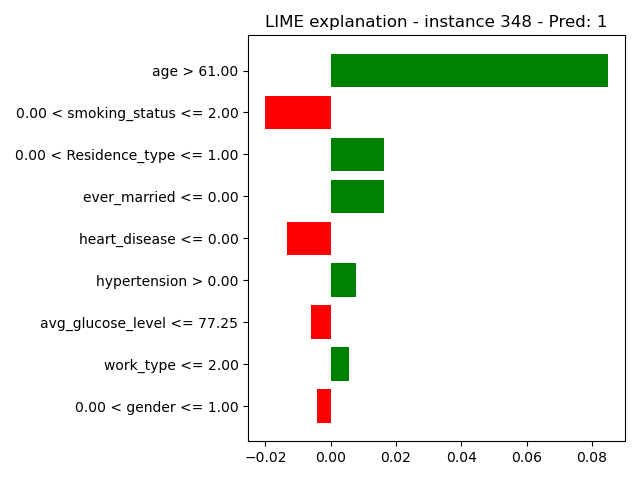 LIME explanation - instance 348 - Pred: 1
age > 61.00
0.00 < smoking_status <= 2.00
0.00 < Residence_type <= 1.00
ever_married <= 0.00
heart_disease <= 0.00
hypertension > 0.00
avg_glucose_level <= 77.25
work_type <= 2.00
0.00 < gender <= 1.00
−0.02 0.00 0.02 0.04 0.06 0.08